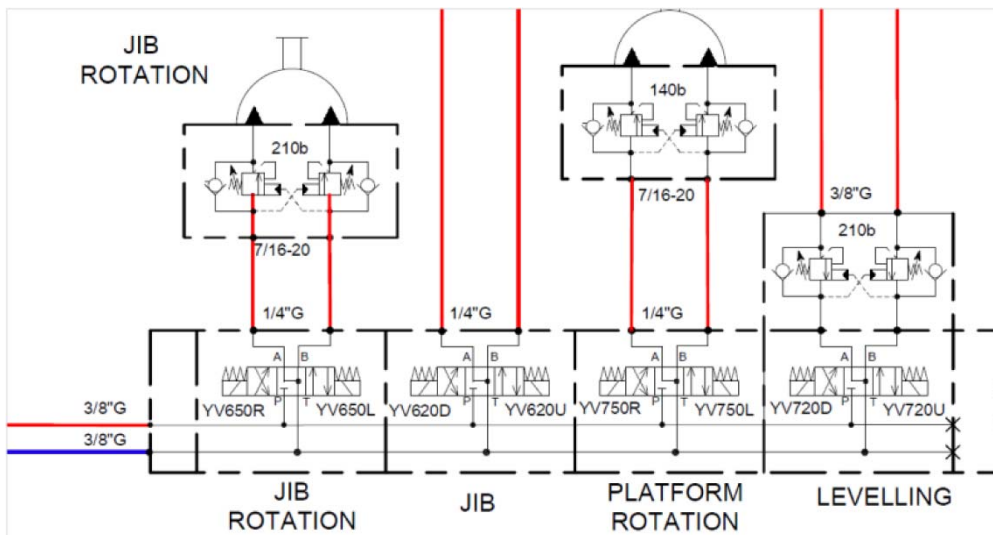 JIB
ROTATION
210b
7/16-20
1/4"G
140b
7/16-20
1/4"G
1/4"G
3/8"G
210b
A B
P T
YV650R YV650L
A B
P T
YV620D YV620U
A B
P T
YV750R YV750L
A B
P T
YV720D YV720U
3/8"G
3/8"G
JIB
ROTATION
JIB
PLATFORM
ROTATION
LEVELLING